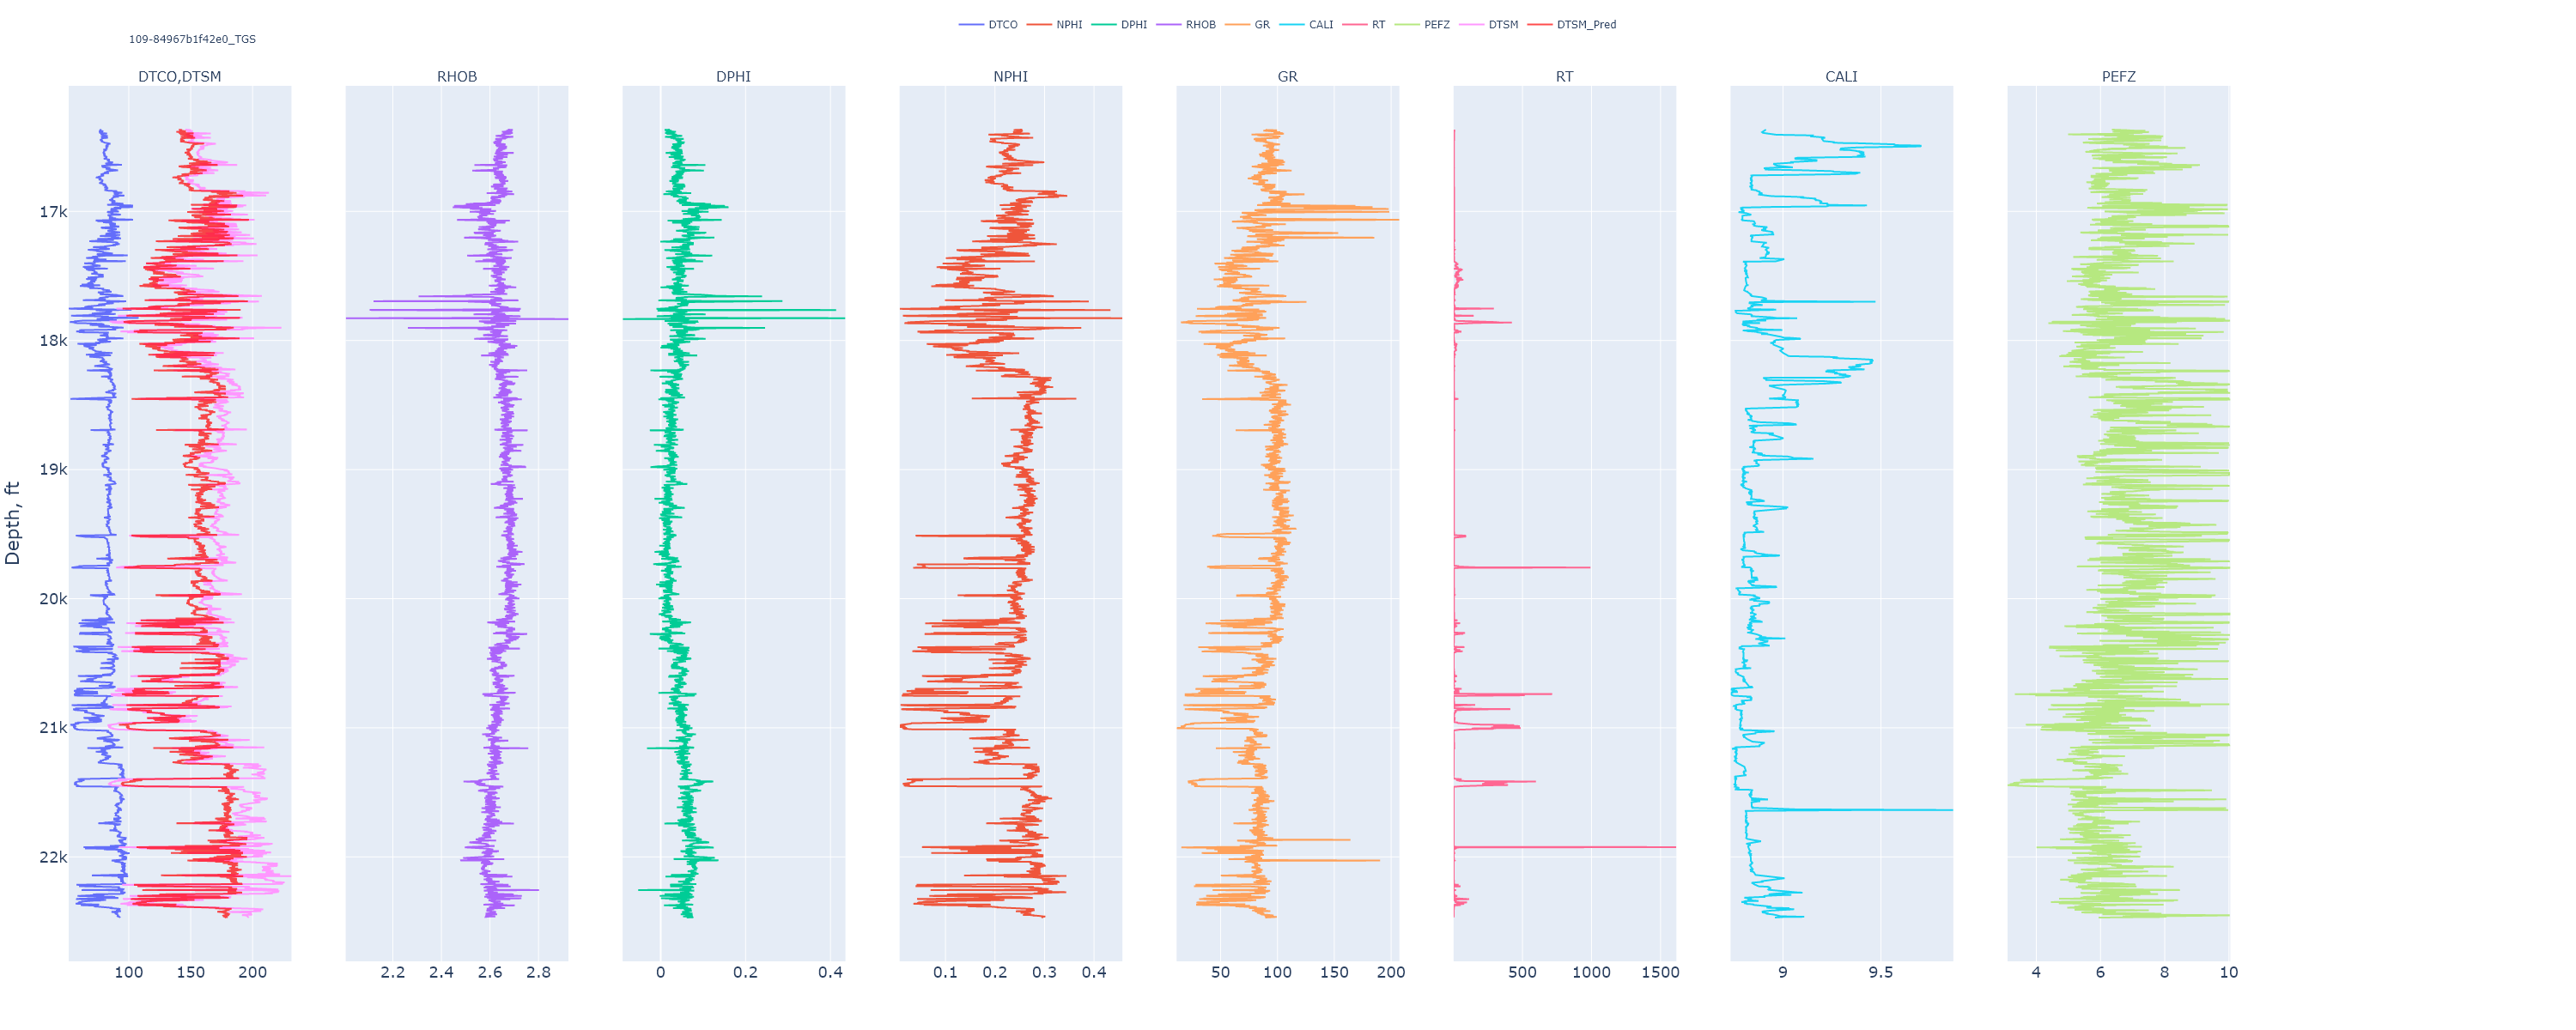 DTCO NPHI DPHI RHOB GR CALI RT PEFZ DTSM DTSM_Pred
109-84967b1f42e0_TGS
DTCO,DTSM RHOB DPHI NPHI GR RT CALI PEFZ
17k
18k
19k
Depth, ft
20k
21k
22k
100 150 200 2.2 2.4 2.6 2.8 0 0.2 0.4 0.1 0.2 0.3 0.4 50 100 150 200 500 1000 1500 9 9.5 4 6 8 10